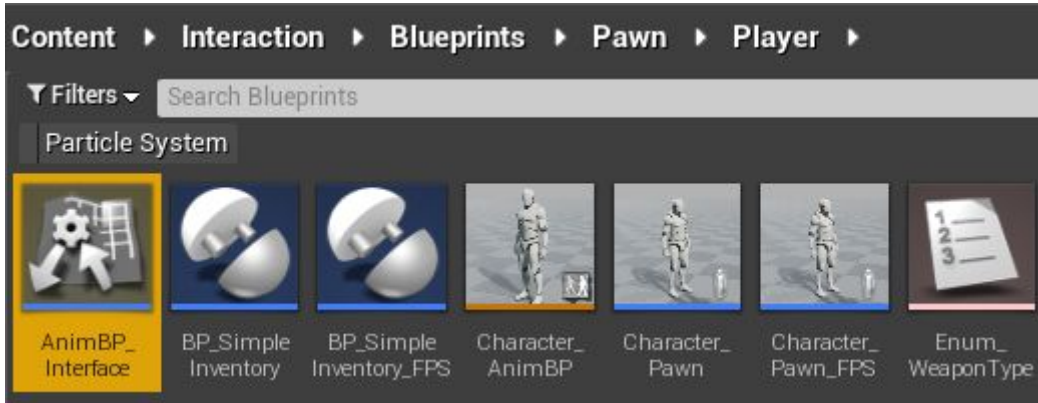 Content Interaction Blueprints Pawn Player
Filters Search Blueprints
Particle System
1
2
3
AnimBP_
Interface
BP_Simple
Inventory
BP_Simple
Inventory_FPS
Character_
AnimBP
Character_
Pawn
Character_
Pawn_FPS
Enum_
WeaponType